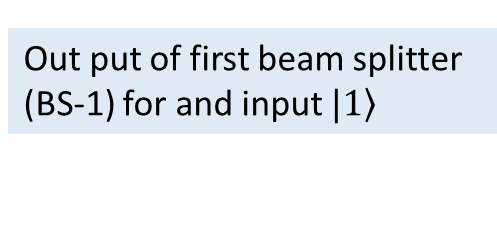 Out put of first beam splitter
(BS-1) for and input |1⟩